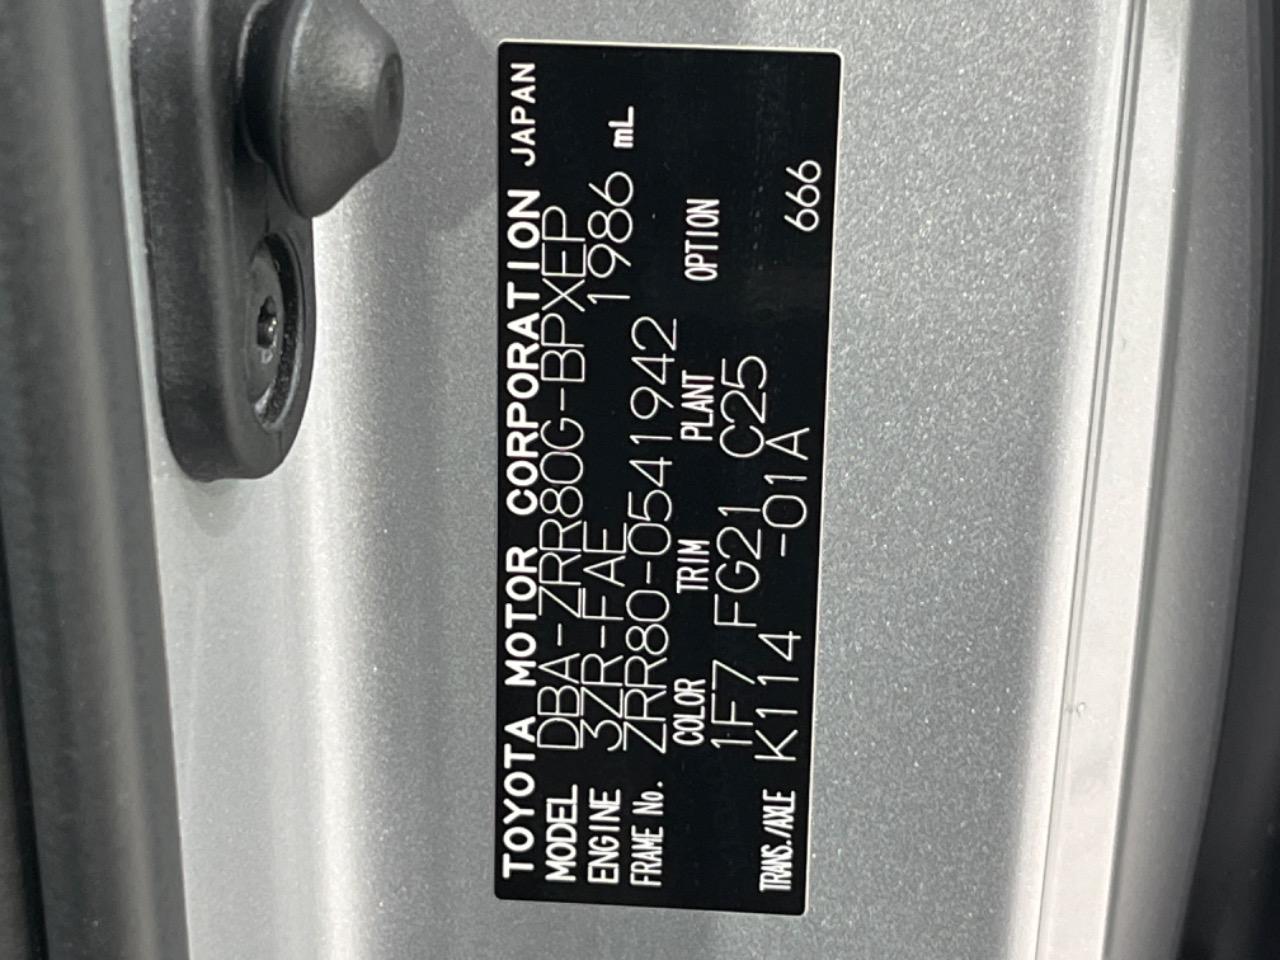 TOYOTA MOTOR CORPORATION JAPAN
MODEL DBA-ZRR80G-BPXEP
ENGINE 3ZR-FAE 1986 mL
FRAME No. ZRR80-0541942
COLOR TRIM PLANT OPTION
1F7 FG21 C25
TRANS./AXLE K114 -01A 666